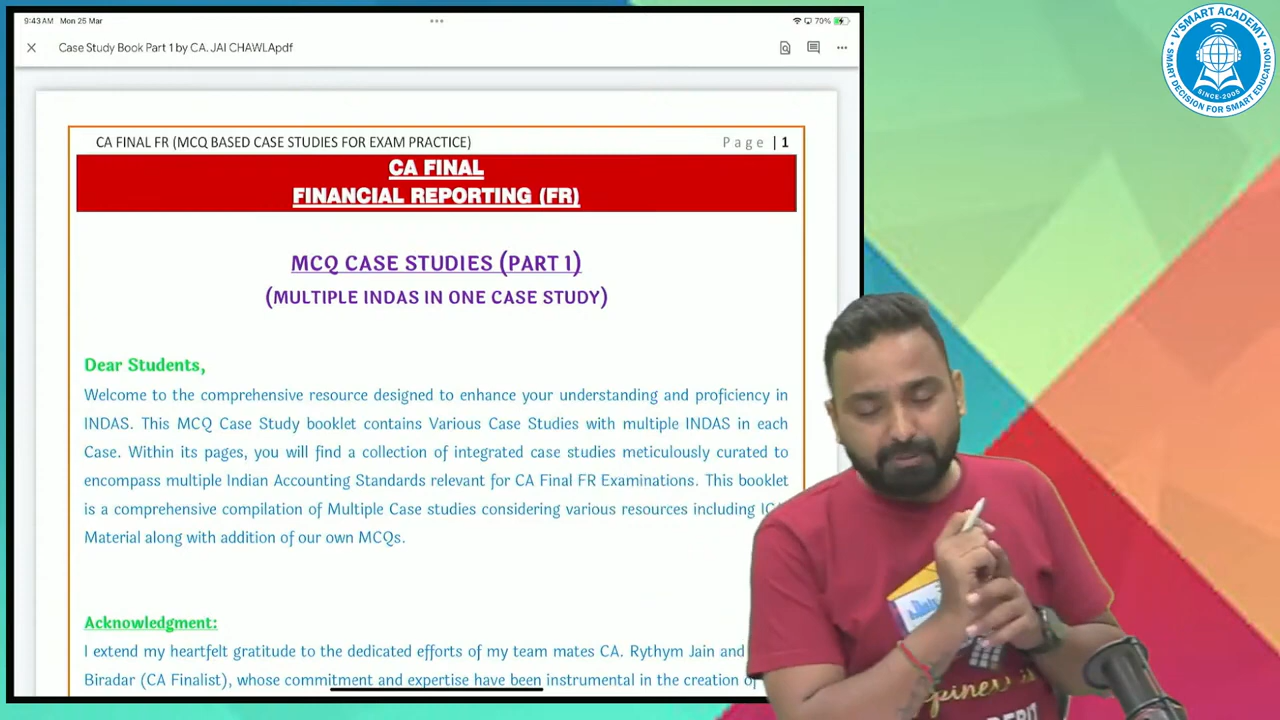 9:43 AM Mon 25 Mar
70%
Case Study Book Part 1 by CA. JAI CHAWLApdf
CA FINAL FR (MCQ BASED CASE STUDIES FOR EXAM PRACTICE) Page | 1
CA FINAL
FINANCIAL REPORTING (FR)
MCQ CASE STUDIES (PART 1)
(MULTIPLE INDAS IN ONE CASE STUDY)
Dear Students,
Welcome to the comprehensive resource designed to enhance your understanding and proficiency in
INDAS. This MCQ Case Study booklet contains Various Case Studies with multiple INDAS in each
Case. Within its pages, you will find a collection of integrated case studies meticulously curated to
encompass multiple Indian Accounting Standards relevant for CA Final FR Examinations. This booklet
is a comprehensive compilation of Multiple Case studies considering various resources including
Material along with addition of our own MCQs.
Acknowledgment:
I extend my heartfelt gratitude to the dedicated efforts of my team mates CA. Rythym Jain and
Biradar (CA Finalist), whose commitment and expertise have been instrumental in the creation of
V'SMART ACADEMY
SINCE-2005
SMART DECISION FOR SMART EDUCATION